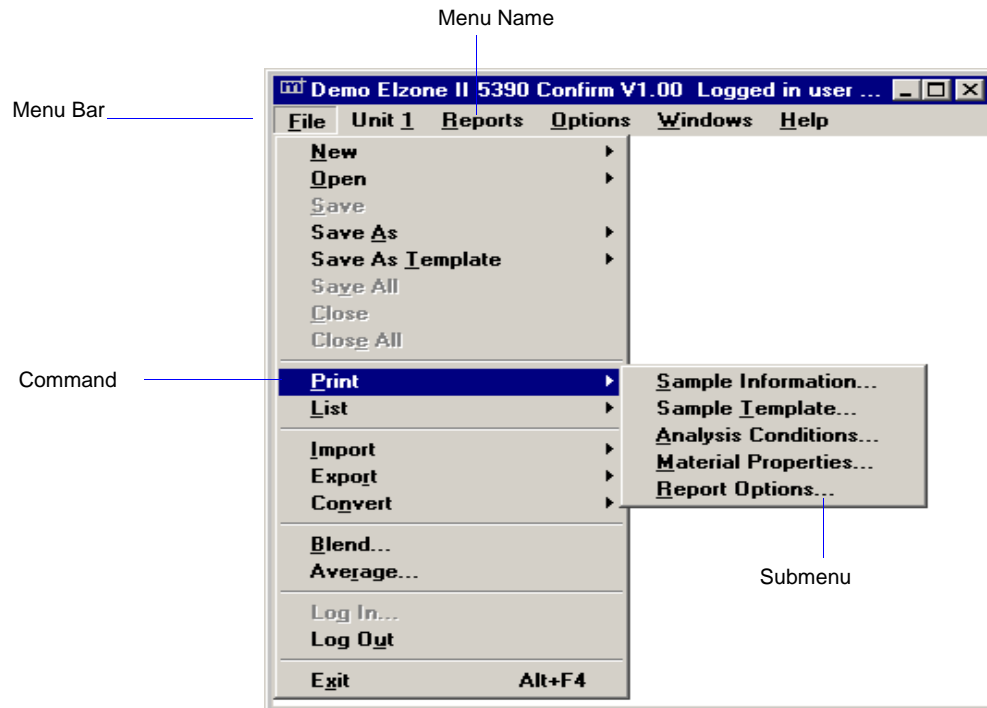 Menu Name
Demo Elzone II 5390 Confirm V1.00 Logged in user ...
Menu Bar
File Unit 1 Reports Options Windows Help
New
Open
Save
Save As
Save As Template
Save All
Close
Close All
Command
Print
List
Import
Export
Convert
Blend...
Average...
Log In...
Log Out
Exit Alt+F4
Sample Information...
Sample Template...
Analysis Conditions...
Material Properties...
Report Options...
Submenu